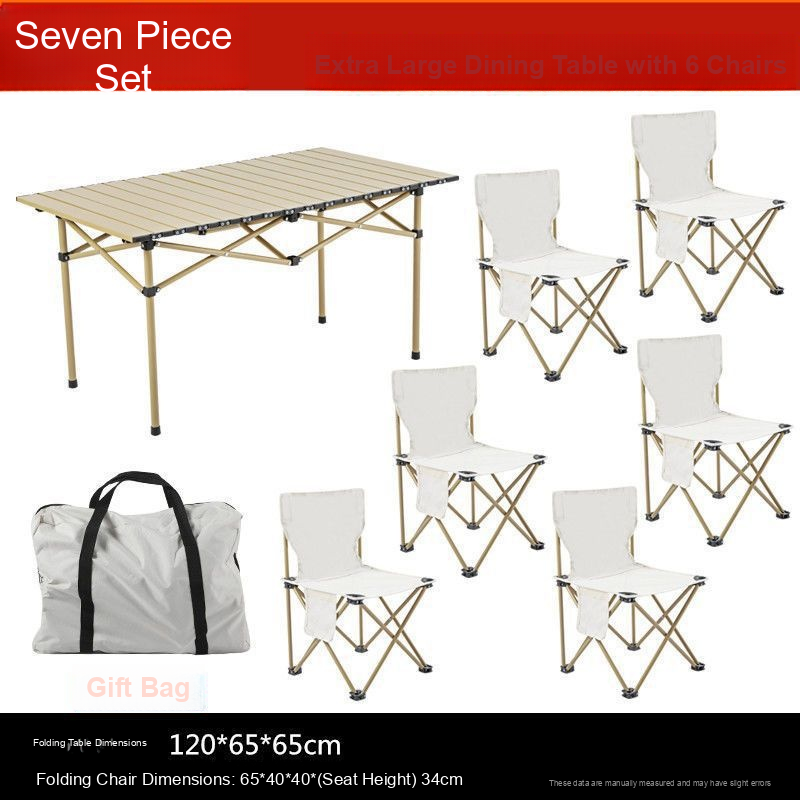 Seven Piece
Set
Extra Large Dining Table with 6 Chairs
Gift Bag
Folding Table Dimensions
120*65*65cm
Folding Chair Dimensions: 65*40*40*(Seat Height) 34cm
These data are manually measured and may have slight errors